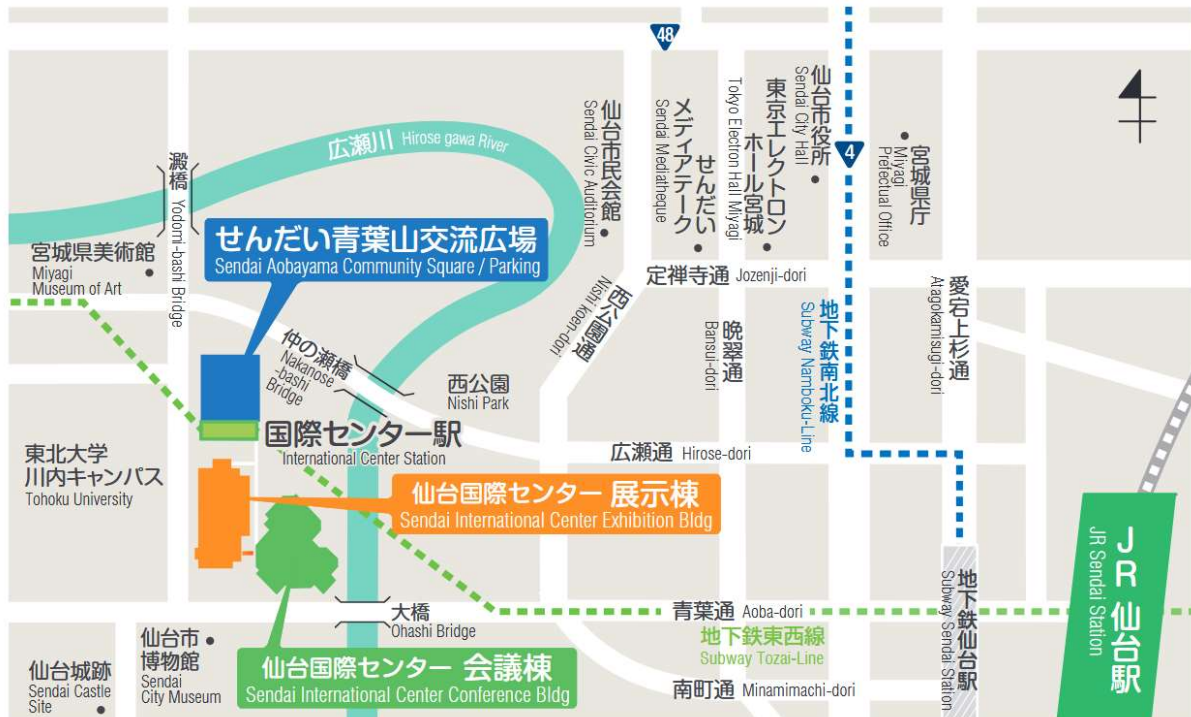 48
4
広瀬川 Hirose gawa River
澱橋
Yodomi-bashi Bridge
仙台市民会館
Sendai Civic Auditorium
せんだい
メディアテーク
Sendai Mediatheque
東京エレクトロン
ホール宮城
Tokyo Electron Hall Miyagi
仙台市役所
Sendai City Hall
宮城県庁
Miyagi
Prefectual Office
宮城県美術館
Miyagi
Museum of Art
せんだい青葉山交流広場
Sendai Aobayama Community Square / Parking
定禅寺通 Jozenji-dori
西公園通
Nishi koen-dori
晩翠通
Bansui-dori
地下鉄南北線
Subway Namboku-Line
愛宕上杉通
Atagokamisugi-dori
仲の瀬橋
Nakanose
-bashi
Bridge
西公園
Nishi Park
国際センター駅
International Center Station
広瀬通 Hirose-dori
東北大学
川内キャンパス
Tohoku University
仙台国際センター 展示棟
Sendai International Center Exhibition Bldg
JR 仙台駅
JR Sendai Station
地下鉄仙台駅
Subway Sendai Station
大橋
Ohashi Bridge
青葉通 Aoba-dori
地下鉄東西線
Subway Tozai-Line
仙台市
博物館
Sendai
City Museum
仙台城跡
Sendai Castle
Site
仙台国際センター 会議棟
Sendai International Center Conference Bldg
南町通 Minamimachi-dori